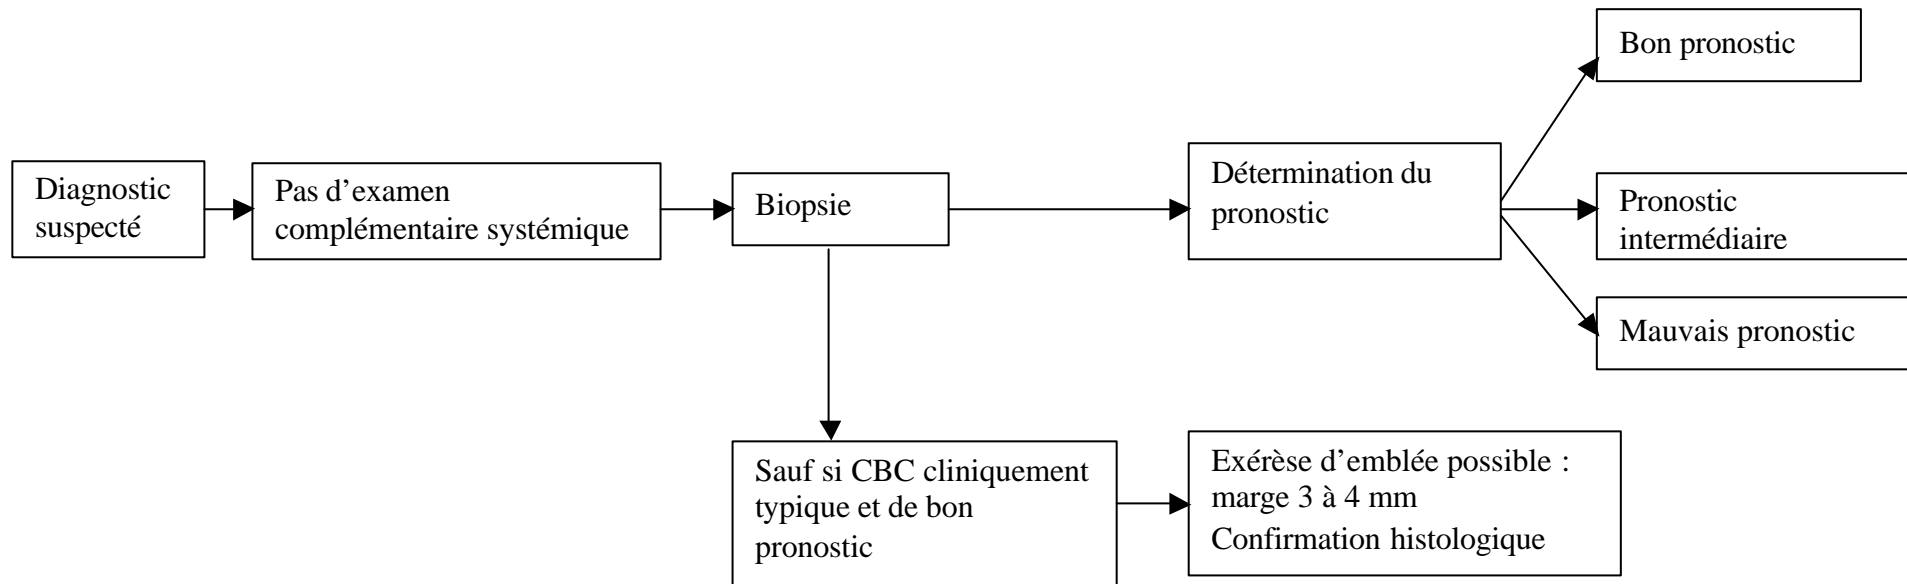 Bon pronostic
Diagnostic
suspecté
Pas d’examen
complémentaire systémique
Biopsie
Détermination du
pronostic
Pronostic
intermédiaire
Mauvais pronostic
Sauf si CBC cliniquement
typique et de bon
pronostic
Exérèse d’emblée possible :
marge 3 à 4 mm
Confirmation histologique